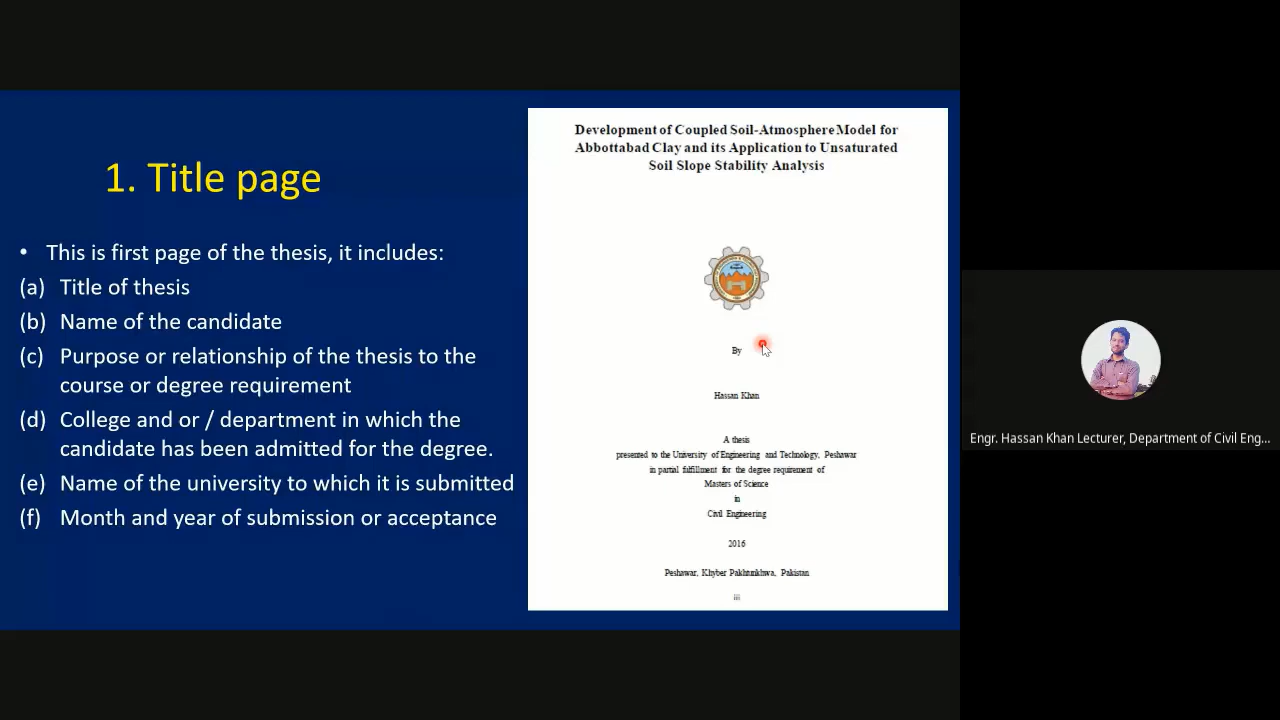 1. Title page
• This is first page of the thesis, it includes:
(a) Title of thesis
(b) Name of the candidate
(c) Purpose or relationship of the thesis to the
course or degree requirement
(d) College and or / department in which the
candidate has been admitted for the degree.
(e) Name of the university to which it is submitted
(f) Month and year of submission or acceptance
Development of Coupled Soil-Atmosphere Model for
Abbottabad Clay and its Application to Unsaturated
Soil Slope Stability Analysis
By
Hassan Khan
A thesis
presented to the University of Engineering and Technology, Peshawar
in partial fulfillment for the degree requirement of
Masters of Science
in
Civil Engineering
2016
Peshawar, Khyber Pakhtunkhwa, Pakistan
iii
Engr. Hassan Khan Lecturer, Department of Civil Eng...